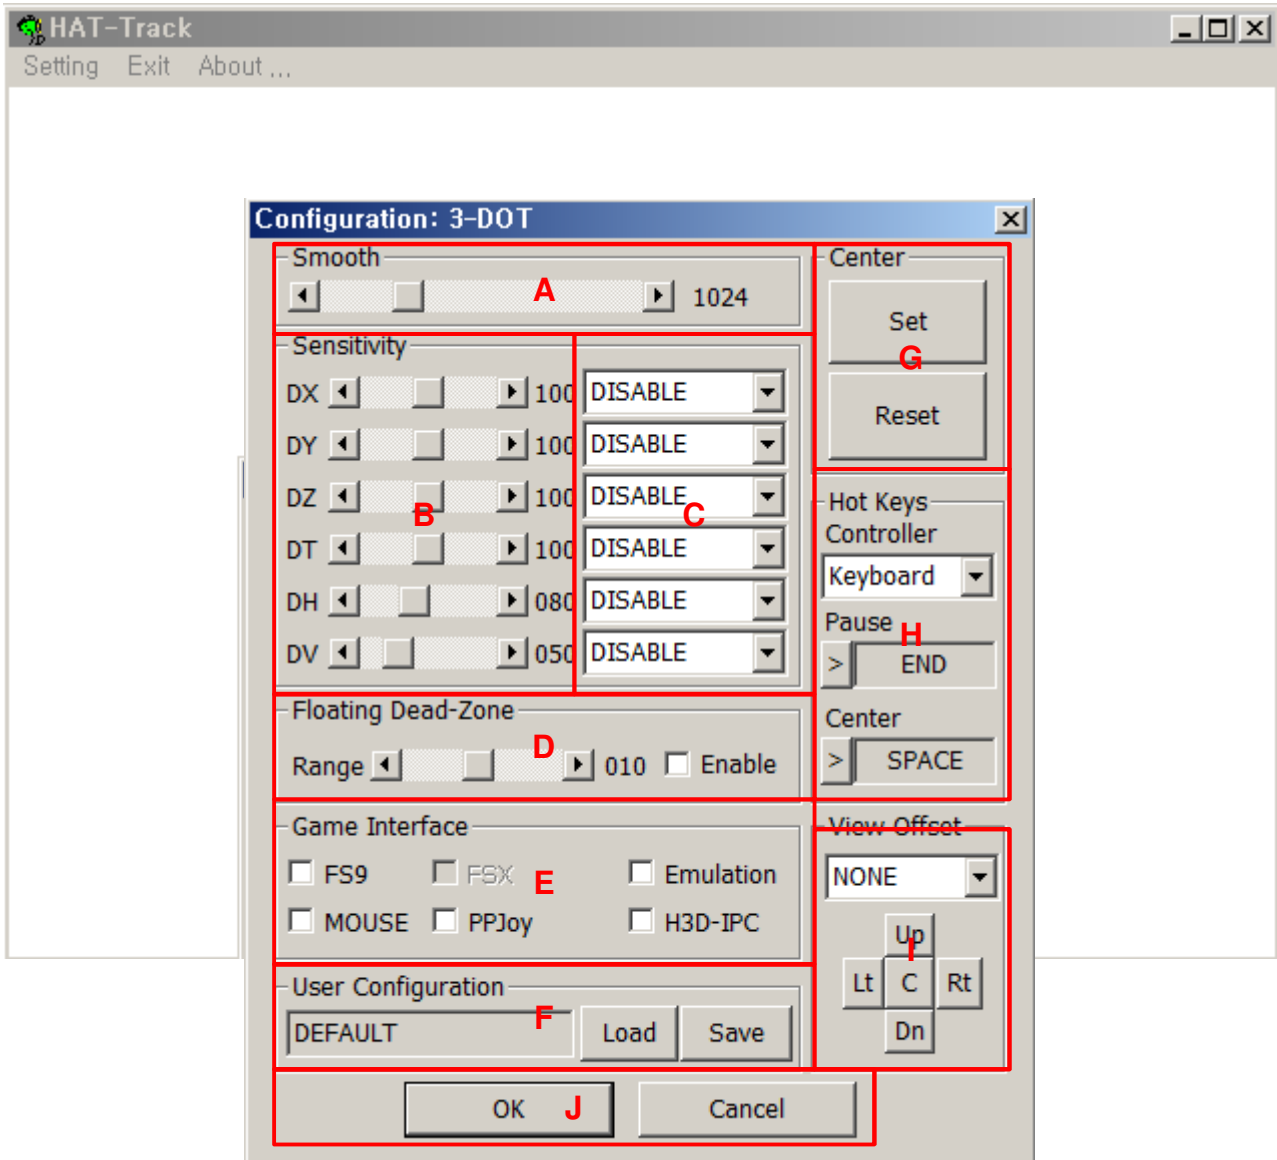 HAT-Track
Setting Exit About ...
Configuration: 3-DOT
Smooth
A
1024
Sensitivity
DX 100 DISABLE
DY 100 DISABLE
DZ 100 DISABLE
B
C
DT 100 DISABLE
DH 080 DISABLE
DV 050 DISABLE
Floating Dead-Zone
D
Range 010 Enable
Game Interface
FS9 FSX Emulation
E
MOUSE PPJoy H3D-IPC
User Configuration
F
DEFAULT Load Save
Center
Set
G
Reset
Hot Keys
Controller
Keyboard
Pause
H
> END
Center
> SPACE
View Offset
NONE
Up
I
Lt C Rt
Dn
OK J Cancel